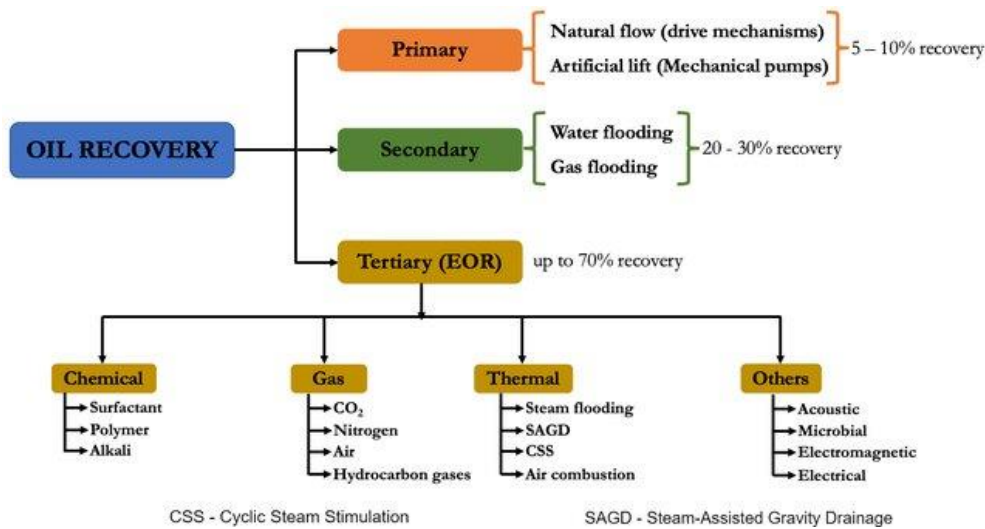 Natural flow (drive mechanisms)
Primary
5 – 10% recovery
Artificial lift (Mechanical pumps)
OIL RECOVERY
Water flooding
Secondary
20 - 30% recovery
Gas flooding
Tertiary (EOR)
up to 70% recovery
Chemical
Surfactant
Polymer
Alkali
Gas
CO₂
Nitrogen
Air
Hydrocarbon gases
Thermal
Steam flooding
SAGD
CSS
Air combustion
Others
Acoustic
Microbial
Electromagnetic
Electrical
CSS - Cyclic Steam Stimulation
SAGD - Steam-Assisted Gravity Drainage